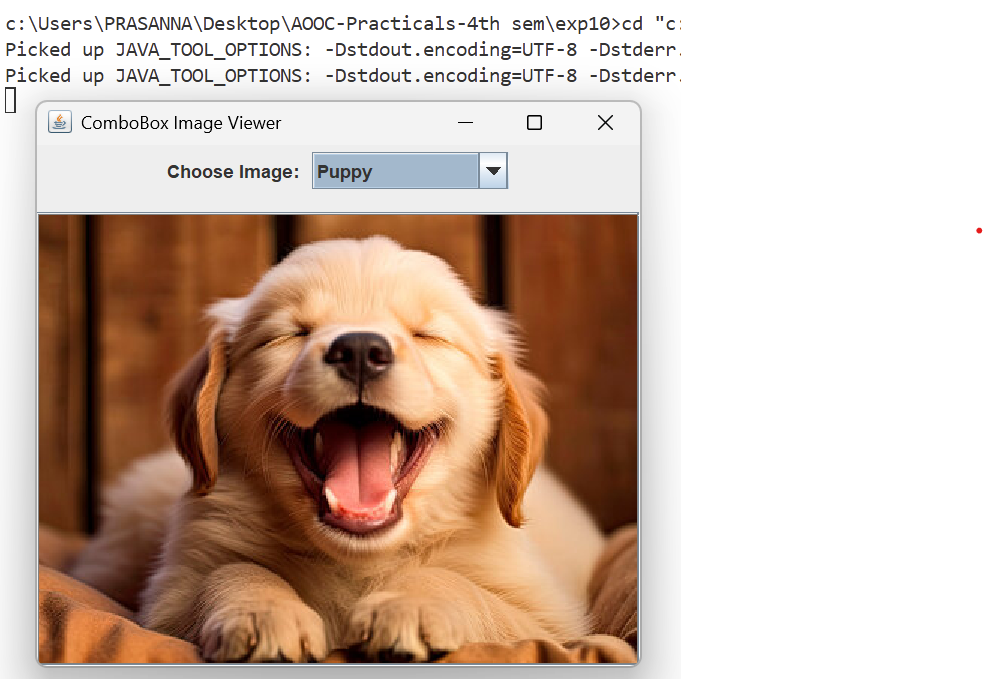 c:\Users\PRASANNA\Desktop\AOOC-Practicals-4th sem\exp10>cd "c:
Picked up JAVA_TOOL_OPTIONS: -Dstdout.encoding=UTF-8 -Dstderr.
Picked up JAVA_TOOL_OPTIONS: -Dstdout.encoding=UTF-8 -Dstderr.
ComboBox Image Viewer
Choose Image: Puppy